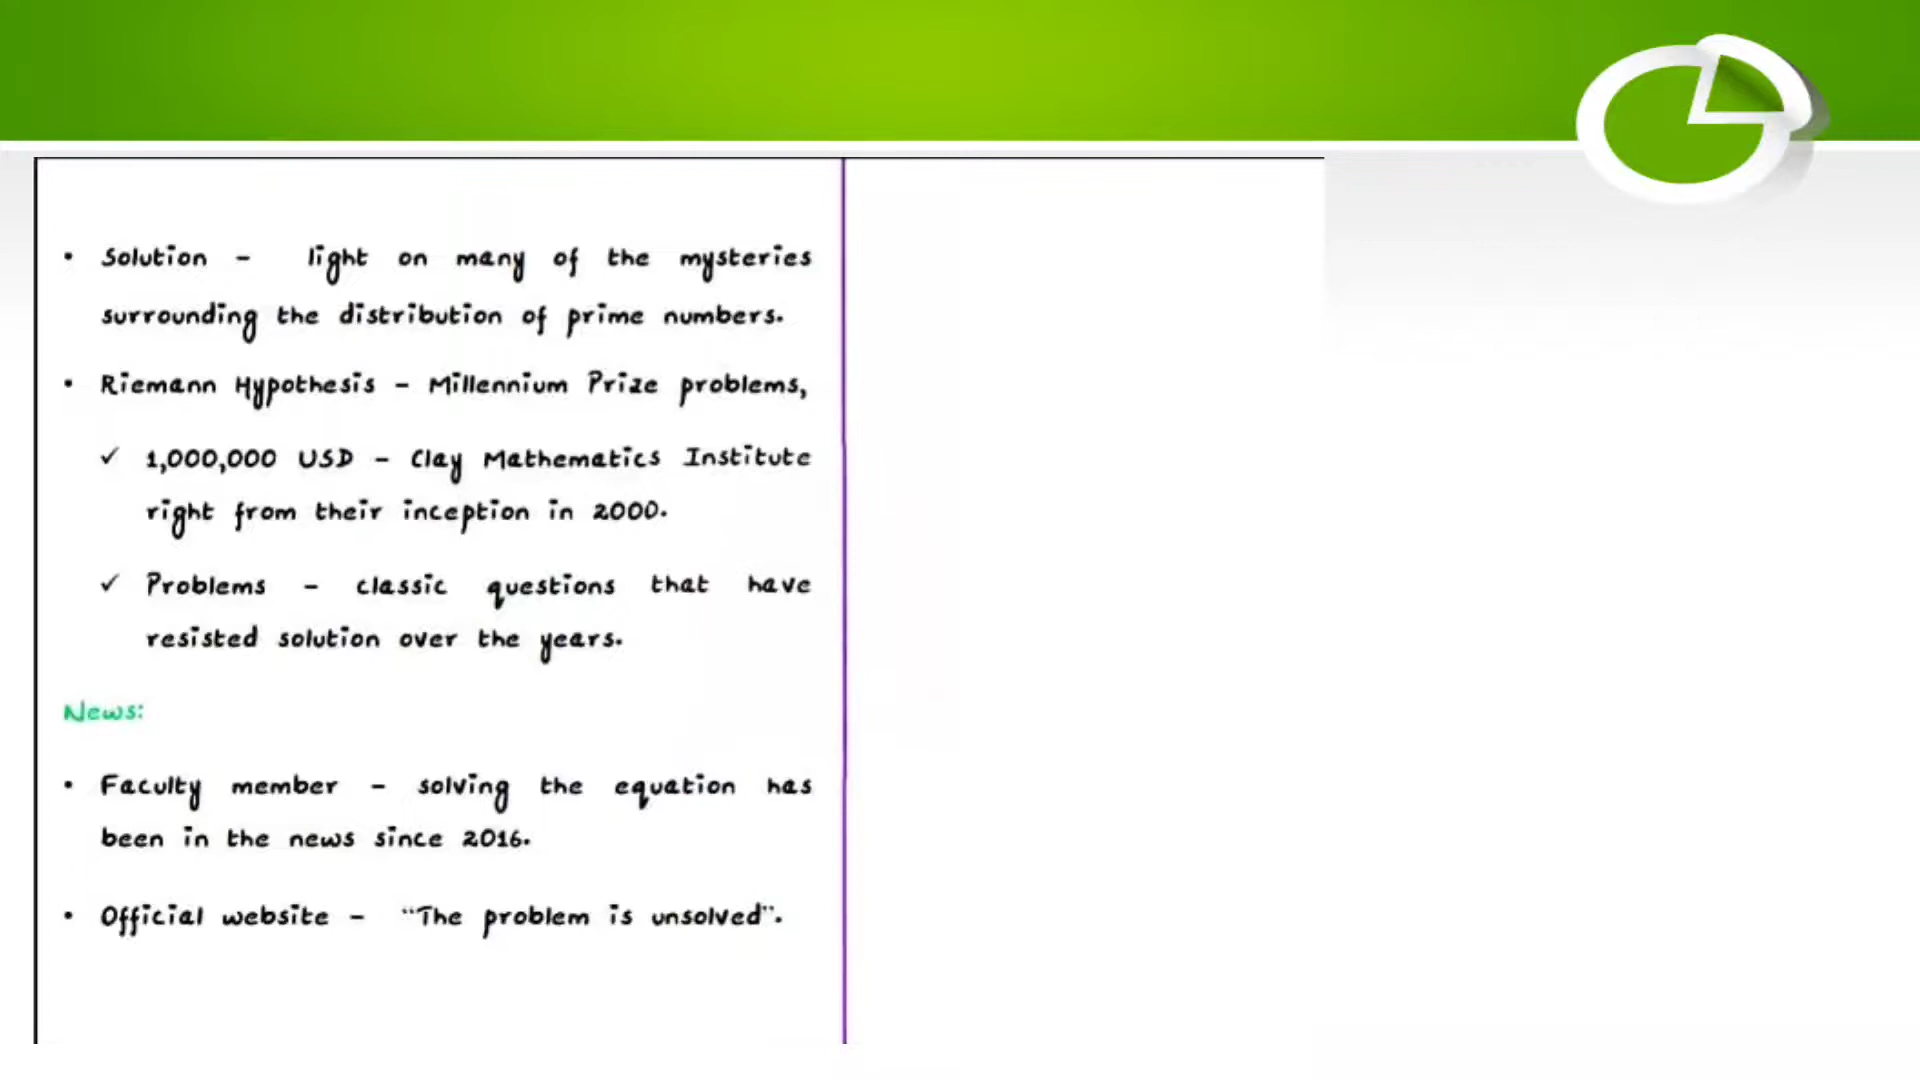 • Solution – light on many of the mysteries
surrounding the distribution of prime numbers.
• Riemann Hypothesis – Millennium Prize problems,
✓ 1,000,000 USD – Clay Mathematics Institute
right from their inception in 2000.
✓ Problems – classic questions that have
resisted solution over the years.
News:
• Faculty member – solving the equation has
been in the news since 2016.
• Official website – “The problem is unsolved”.